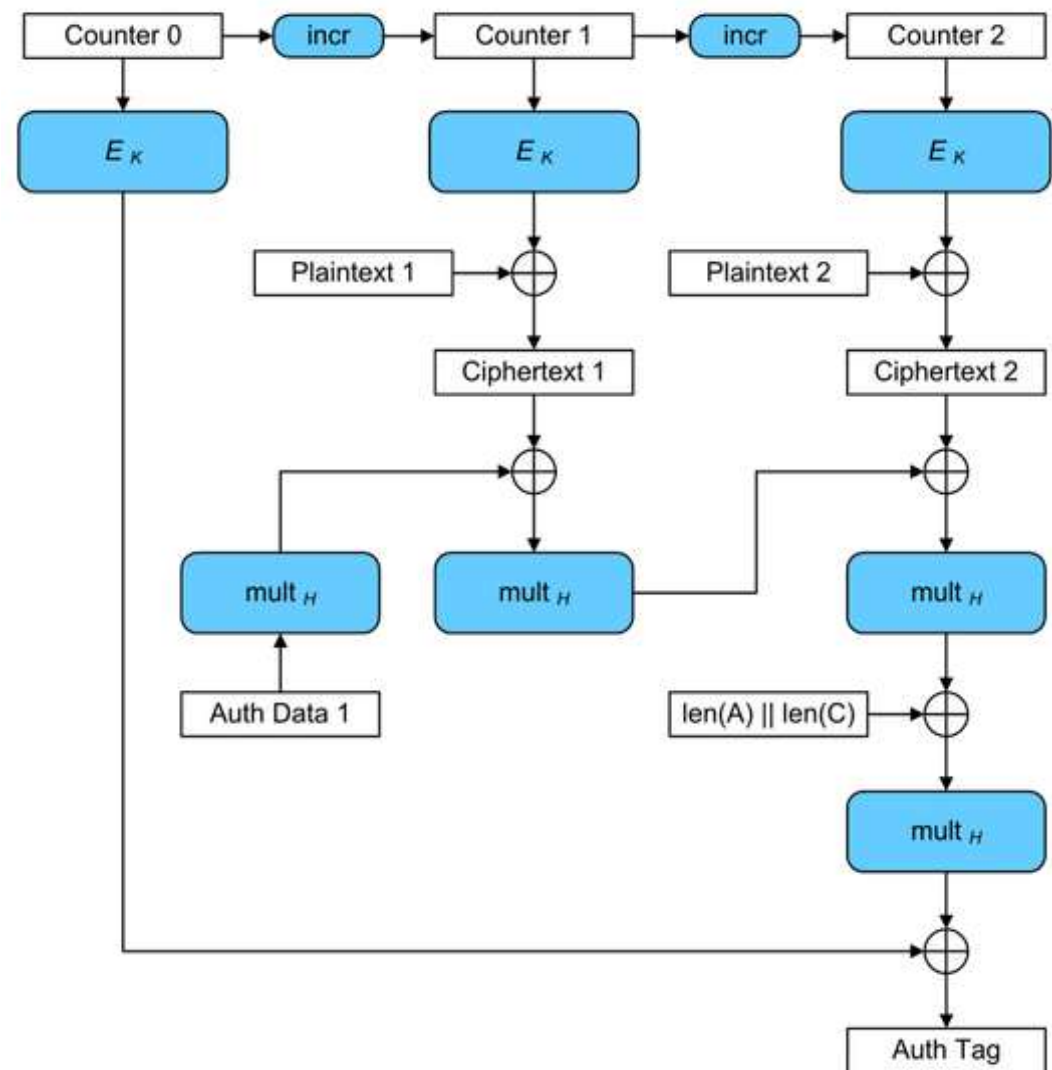 Counter 0
incr
Counter 1
incr
Counter 2
E K
E K
E K
Plaintext 1
Plaintext 2
Ciphertext 1
Ciphertext 2
mult H
mult H
mult H
Auth Data 1
len(A) || len(C)
mult H
Auth Tag